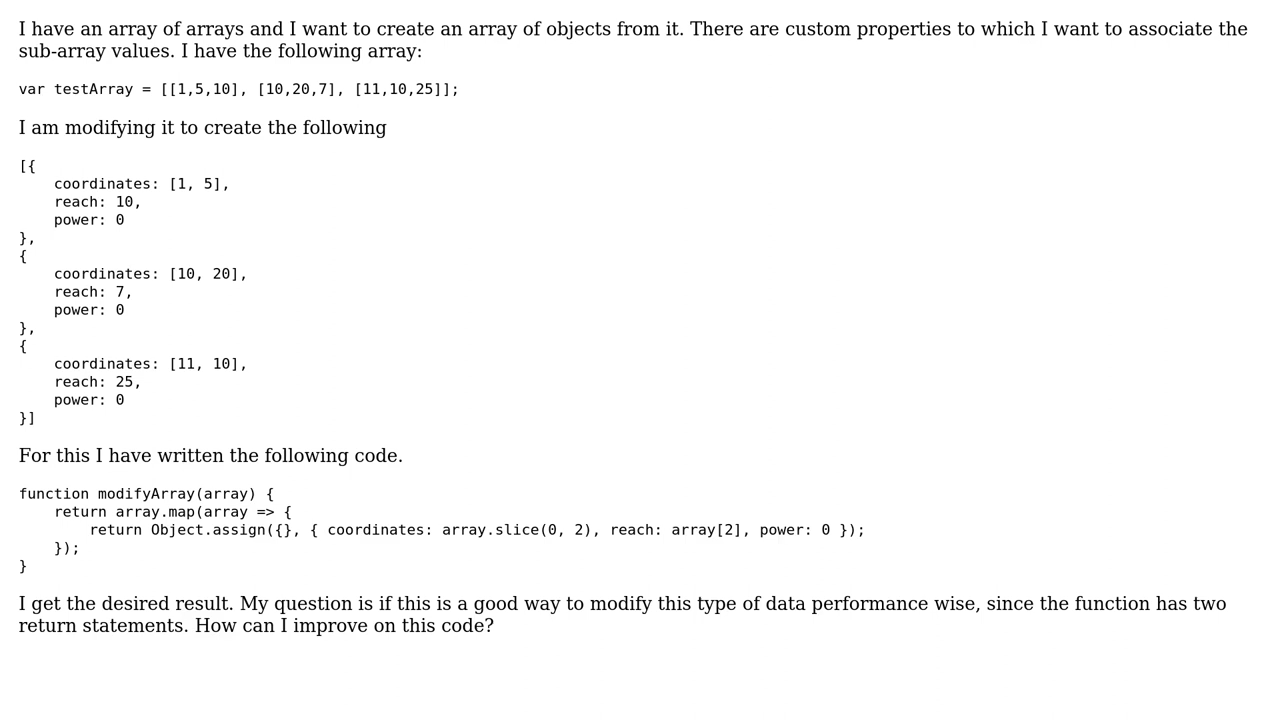 I have an array of arrays and I want to create an array of objects from it. There are custom properties to which I want to associate the
sub-array values. I have the following array:
var testArray = [[1,5,10], [10,20,7], [11,10,25]];
I am modifying it to create the following
[{
    coordinates: [1, 5],
    reach: 10,
    power: 0
},
{
    coordinates: [10, 20],
    reach: 7,
    power: 0
},
{
    coordinates: [11, 10],
    reach: 25,
    power: 0
}]
For this I have written the following code.
function modifyArray(array) {
    return array.map(array => {
        return Object.assign({}, { coordinates: array.slice(0, 2), reach: array[2], power: 0 });
    });
}
I get the desired result. My question is if this is a good way to modify this type of data performance wise, since the function has two
return statements. How can I improve on this code?